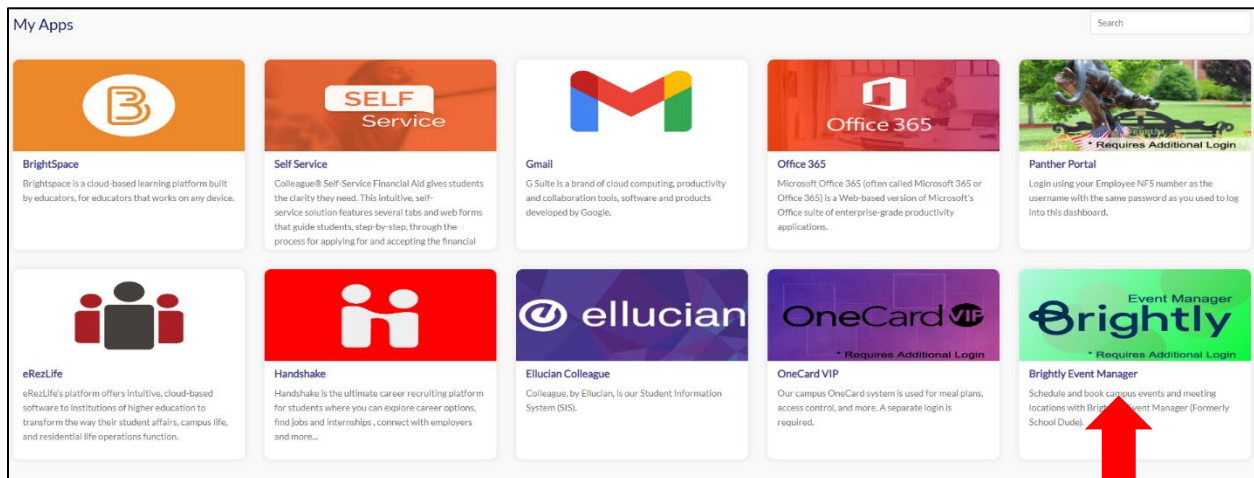 My Apps
Search
SELF
Service
Office 365
* Requires Additional Login
BrightSpace
Brightspace is a cloud-based learning platform built
by educators, for educators that works on any device.
Self Service
Colleague® Self-Service Financial Aid gives students
the clarity they need. This intuitive, self-
service solution features several tabs and web forms
that guide students, step-by-step, through the
process for applying for and accepting the financial
Gmail
G Suite is a brand of cloud computing, productivity
and collaboration tools, software and products
developed by Google.
Office 365
Microsoft Office 365 (often called Microsoft 365 or
Office 365) is a Web-based version of Microsoft's
Office suite of enterprise-grade productivity
applications.
Panther Portal
Login using your Employee NFS number as the
username with the same password as you used to log
into this dashboard.
ellucian
OneCard VIP
* Requires Additional Login
Event Manager
Brightly
* Requires Additional Login
eRezLife
eRezLife's platform offers intuitive, cloud-based
software to institutions of higher education to
transform the way their student affairs, campus life,
and residential life operations function.
Handshake
Handshake is the ultimate career recruiting platform
for students where you can explore career options,
find jobs and internships , connect with employers
and more...
Ellucian Colleague
Colleague, by Ellucian, is our Student Information
System (SIS).
OneCard VIP
Our campus OneCard system is used for meal plans,
access control, and more. A separate login is
required.
Brightly Event Manager
Schedule and book campus events and meeting
locations with Event Manager (Formerly
School Dude).